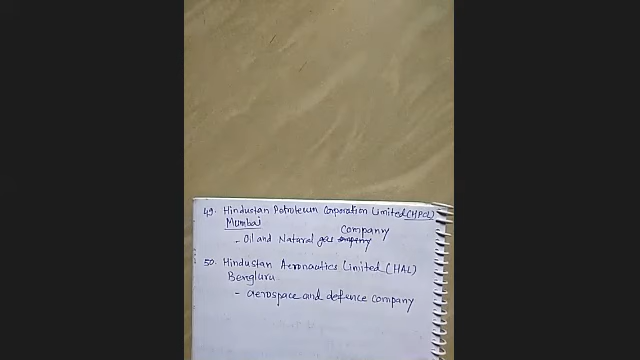 49. Hindustan Petroleum Corporation Limited (HPCL)
Mumbai
Company
- Oil and Natural gas company
50. Hindustan Aeronautics Limited (HAL)
Bengluru
- aerospace and defence company